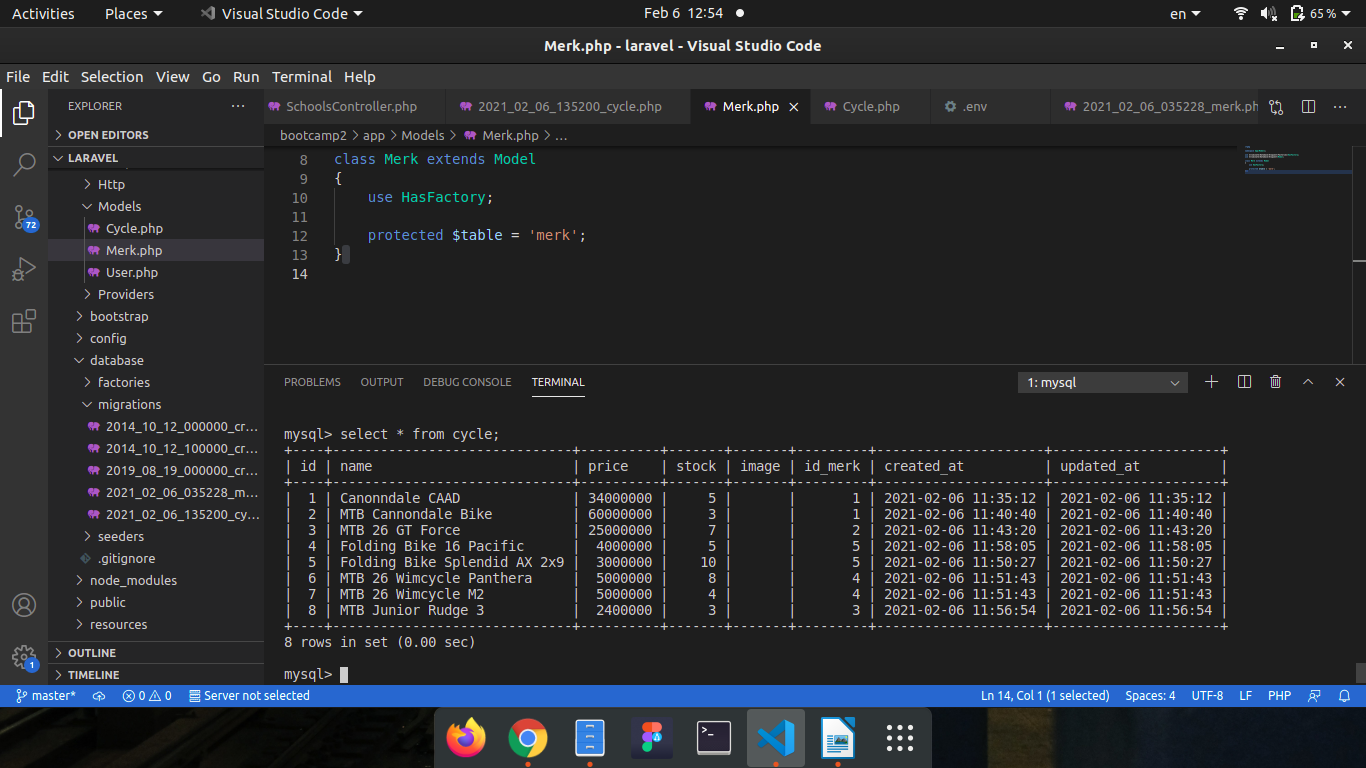 Activities Places Visual Studio Code Feb 6 12:54 en 65 %
Merk.php - laravel - Visual Studio Code
File Edit Selection View Go Run Terminal Help
EXPLORER
OPEN EDITORS
LARAVEL
Http
Models
Cycle.php
Merk.php
User.php
Providers
bootstrap
config
database
factories
migrations
2014_10_12_000000_cr...
2014_10_12_100000_cr...
2019_08_19_000000_cr...
2021_02_06_035228_m...
2021_02_06_135200_cy...
seeders
.gitignore
node_modules
public
resources
OUTLINE
TIMELINE
72
1
SchoolsController.php 2021_02_06_135200_cycle.php Merk.php Cycle.php .env 2021_02_06_035228_merk.ph
bootcamp2 > app > Models > Merk.php > ...
8 class Merk extends Model
9 {
10 use HasFactory;
11
12 protected $table = 'merk';
13 }
14
PROBLEMS OUTPUT DEBUG CONSOLE TERMINAL 1: mysql
mysql> select * from cycle;
+----+-----------------------------+----------+-------+-------+---------+---------------------+---------------------+
| id | name                        | price    | stock | image | id_merk | created_at          | updated_at          |
+----+-----------------------------+----------+-------+-------+---------+---------------------+---------------------+
|  1 | Canonndale CAAD             | 34000000 |     5 |       |       1 | 2021-02-06 11:35:12 | 2021-02-06 11:35:12 |
|  2 | MTB Cannondale Bike         | 60000000 |     3 |       |       1 | 2021-02-06 11:40:40 | 2021-02-06 11:40:40 |
|  3 | MTB 26 GT Force             | 25000000 |     7 |       |       2 | 2021-02-06 11:43:20 | 2021-02-06 11:43:20 |
|  4 | Folding Bike 16 Pacific     |  4000000 |     5 |       |       5 | 2021-02-06 11:58:05 | 2021-02-06 11:58:05 |
|  5 | Folding Bike Splendid AX 2x9 |  3000000 |    10 |       |       5 | 2021-02-06 11:50:27 | 2021-02-06 11:50:27 |
|  6 | MTB 26 Wimcycle Panthera    |  5000000 |     8 |       |       4 | 2021-02-06 11:51:43 | 2021-02-06 11:51:43 |
|  7 | MTB 26 Wimcycle M2          |  5000000 |     4 |       |       4 | 2021-02-06 11:51:43 | 2021-02-06 11:51:43 |
|  8 | MTB Junior Rudge 3          |  2400000 |     3 |       |       3 | 2021-02-06 11:56:54 | 2021-02-06 11:56:54 |
+----+-----------------------------+----------+-------+-------+---------+---------------------+---------------------+
8 rows in set (0.00 sec)
mysql>
master* 0 0 Server not selected Ln 14, Col 1 (1 selected) Spaces: 4 UTF-8 LF PHP